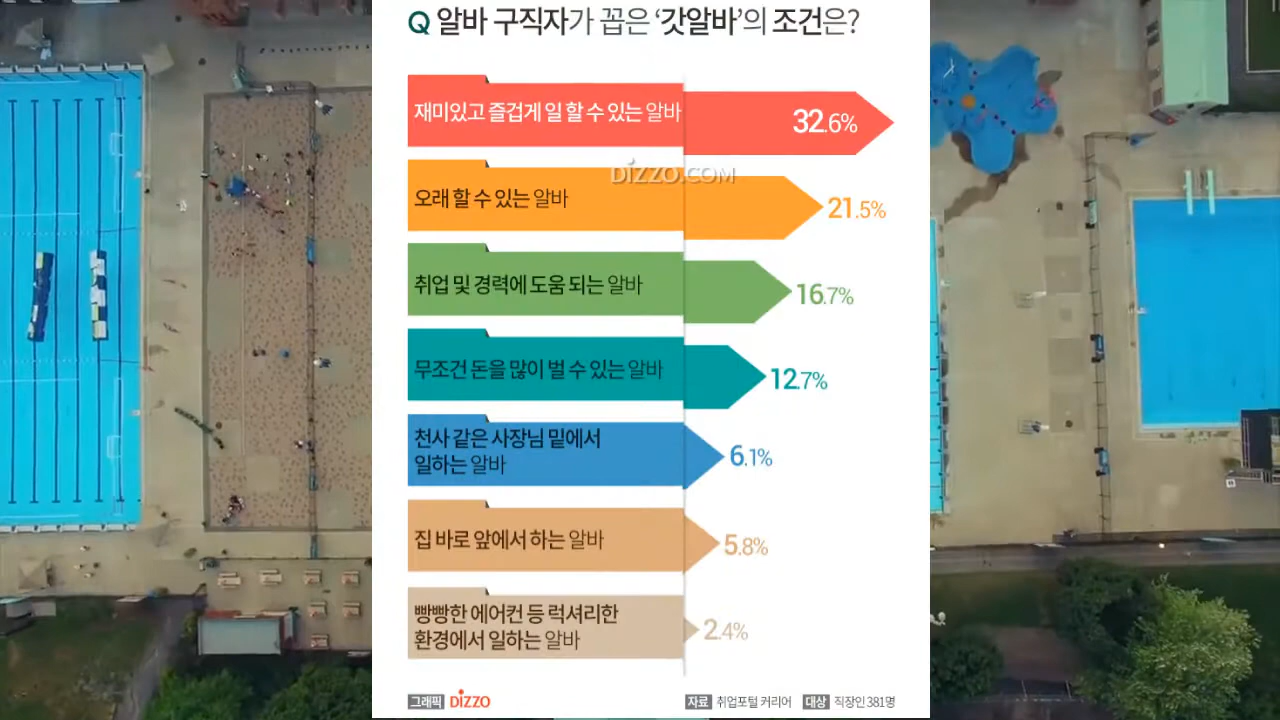 Q 알바 구직자가 꼽은 ‘갓알바’의 조건은?
재미있고 즐겁게 일 할 수 있는 알바
32.6%
DIZZO.COM
오래 할 수 있는 알바
21.5%
취업 및 경력에 도움 되는 알바
16.7%
무조건 돈을 많이 벌 수 있는 알바
12.7%
천사 같은 사장님 밑에서
일하는 알바
6.1%
집 바로 앞에서 하는 알바
5.8%
빵빵한 에어컨 등 럭셔리한
환경에서 일하는 알바
2.4%
그래픽 DIZZO
자료 취업포털 커리어 대상 직장인 381명